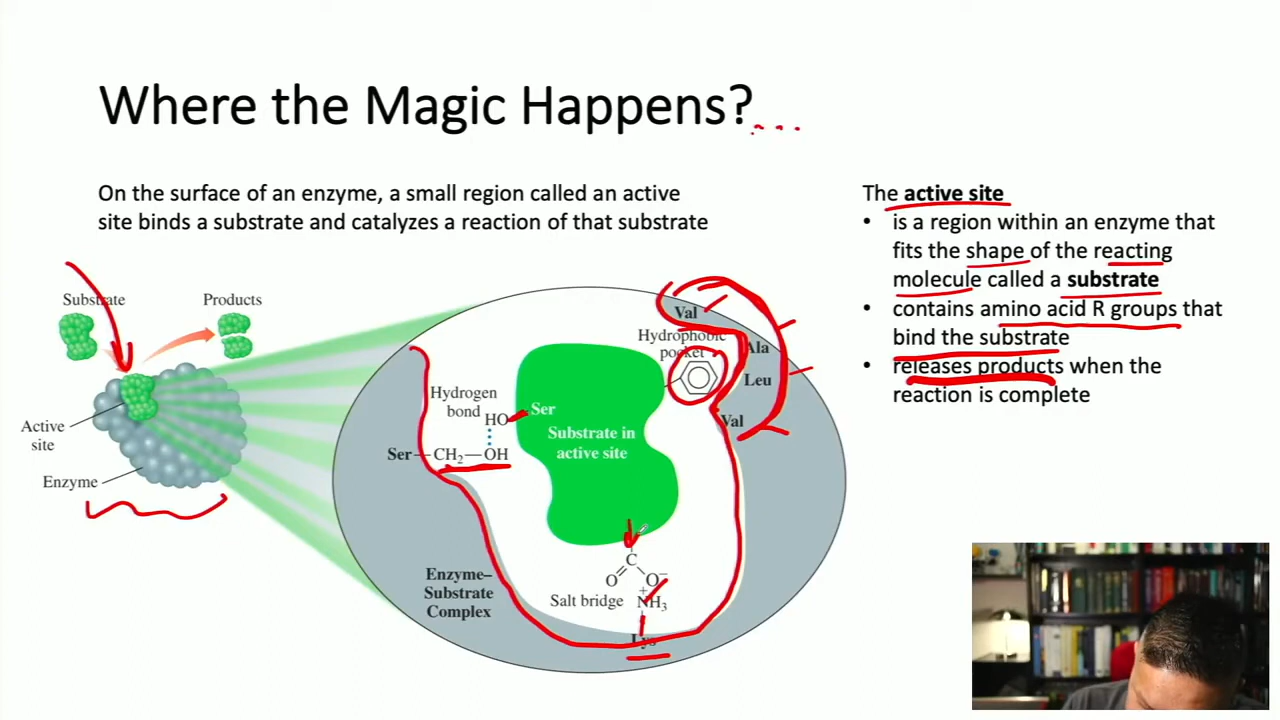 Where the Magic Happens?...
On the surface of an enzyme, a small region called an active
site binds a substrate and catalyzes a reaction of that substrate
The active site
• is a region within an enzyme that
fits the shape of the reacting
molecule called a substrate
• contains amino acid R groups that
bind the substrate
• releases products when the
reaction is complete
Substrate
Products
Active
site
Enzyme
Val
Hydrophobic
pocket
Ala
Leu
Val
Hydrogen
bond
HO
Ser
Ser—CH₂—OH
Substrate in
active site
C
O
O⁻
+
Salt bridge NH₃
Lys
Enzyme–
Substrate
Complex